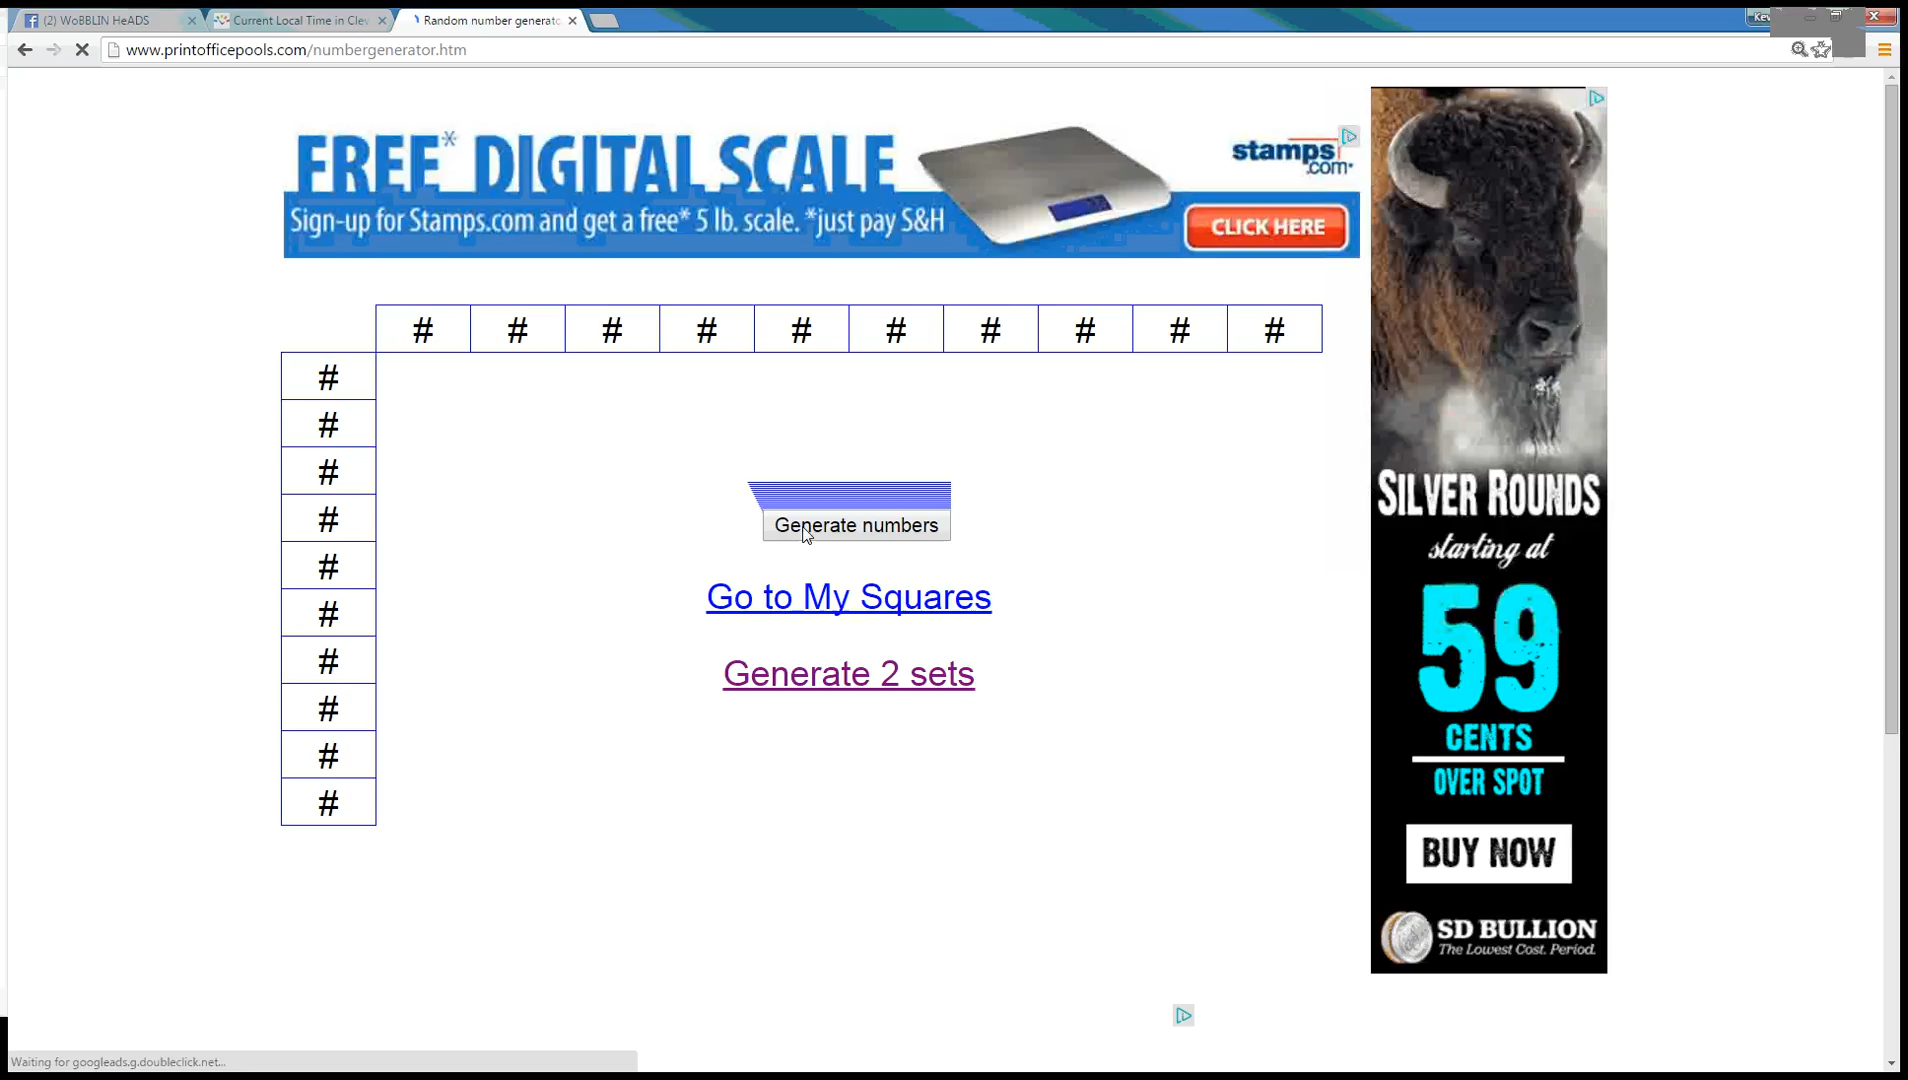 (2) WoBBLIN HeADS
Current Local Time in Clev
Random number generato
www.printofficepools.com/numbergenerator.htm
FREE* DIGITAL SCALE
stamps
.com
Sign-up for Stamps.com and get a free* 5 lb. scale. *just pay S&H
CLICK HERE
# # # # # # # # # #
#
#
#
#
#
#
#
#
#
#
Generate numbers
Go to My Squares
Generate 2 sets
SILVER ROUNDS
starting at
59
CENTS
OVER SPOT
BUY NOW
SD BULLION
The Lowest Cost. Period.
Waiting for googleads.g.doubleclick.net...